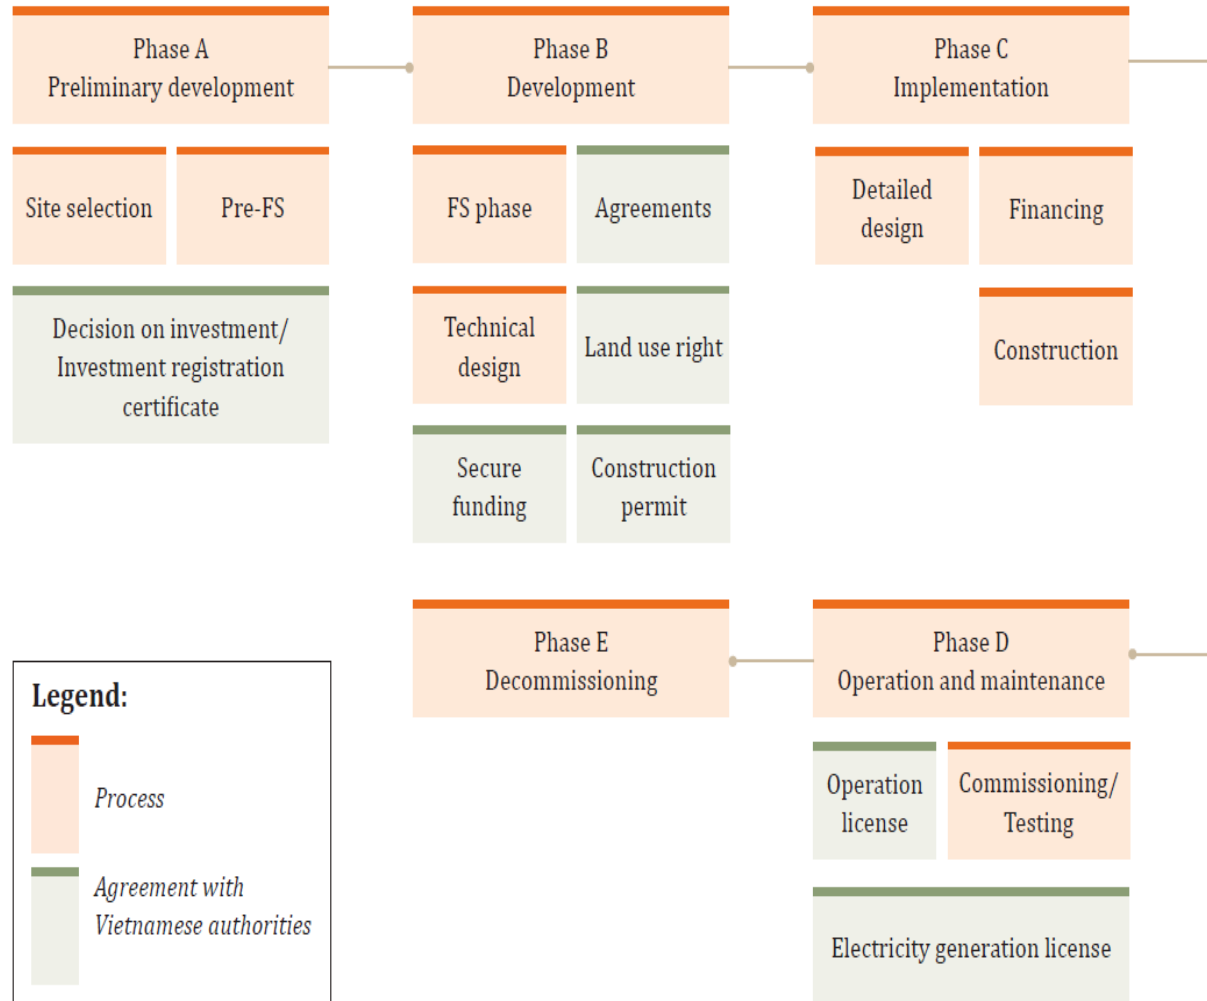 Phase A
Preliminary development
Phase B
Development
Phase C
Implementation
Site selection
Pre-FS
Decision on investment/
Investment registration
certificate
FS phase
Agreements
Technical
design
Land use right
Secure
funding
Construction
permit
Detailed
design
Financing
Construction
Phase E
Decommissioning
Phase D
Operation and maintenance
Operation
license
Commissioning/
Testing
Electricity generation license
Legend:
Process
Agreement with
Vietnamese authorities